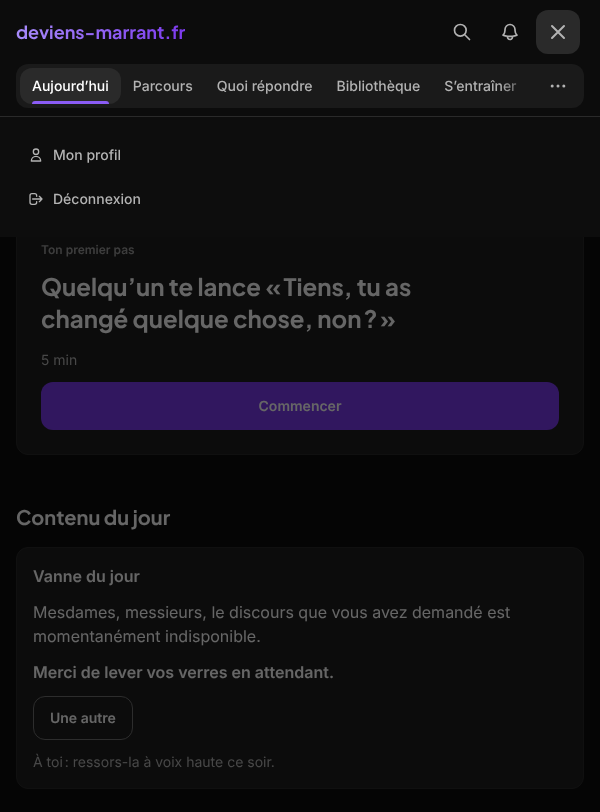 deviens-marrant.fr
Aujourd’hui
Parcours
Quoi répondre
Bibliothèque
S’entraîner
Mon profil
Déconnexion
Ton premier pas
Quelqu’un te lance « Tiens, tu as
changé quelque chose, non ? »
5 min
Commencer
Contenu du jour
Vanne du jour
Mesdames, messieurs, le discours que vous avez demandé est
momentanément indisponible.
Merci de lever vos verres en attendant.
Une autre
À toi : ressors-la à voix haute ce soir.